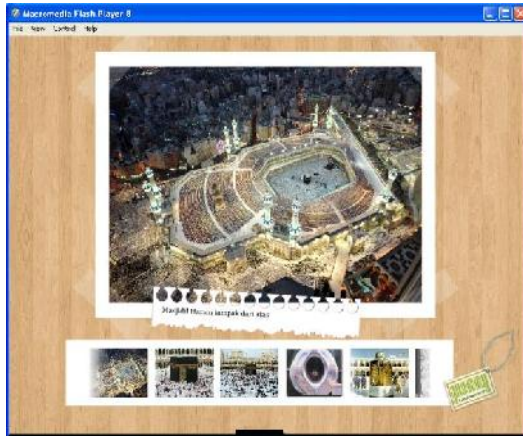 Macromedia Flash Player 8
File View Control Help
Masjidil Haram tampak dari atas